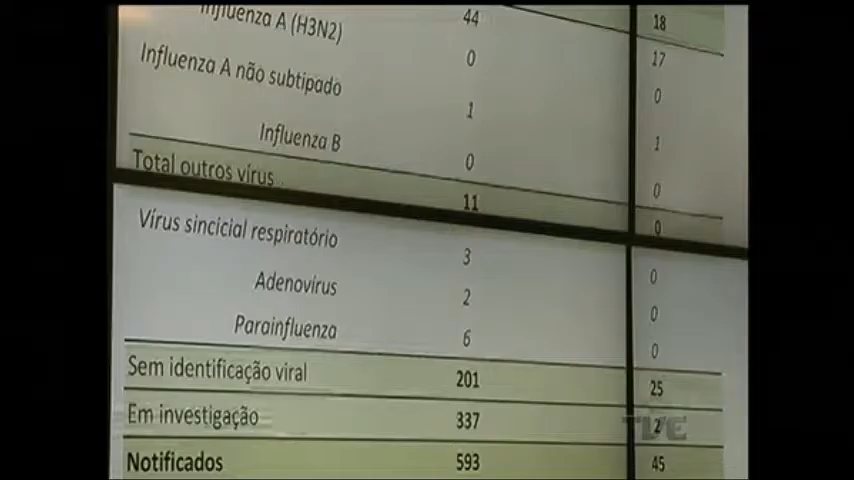 18
44 17
Influenza A (H3N2) 0 0
Influenza A não subtipado 1 1
Influenza B 0 0
Total outros vírus 11 0
Vírus sincicial respiratório 3 0
Adenovírus 2 0
Parainfluenza 6 0
Sem identificação viral 201 25
Em investigação 337 2
Notificados 593 45
TVE